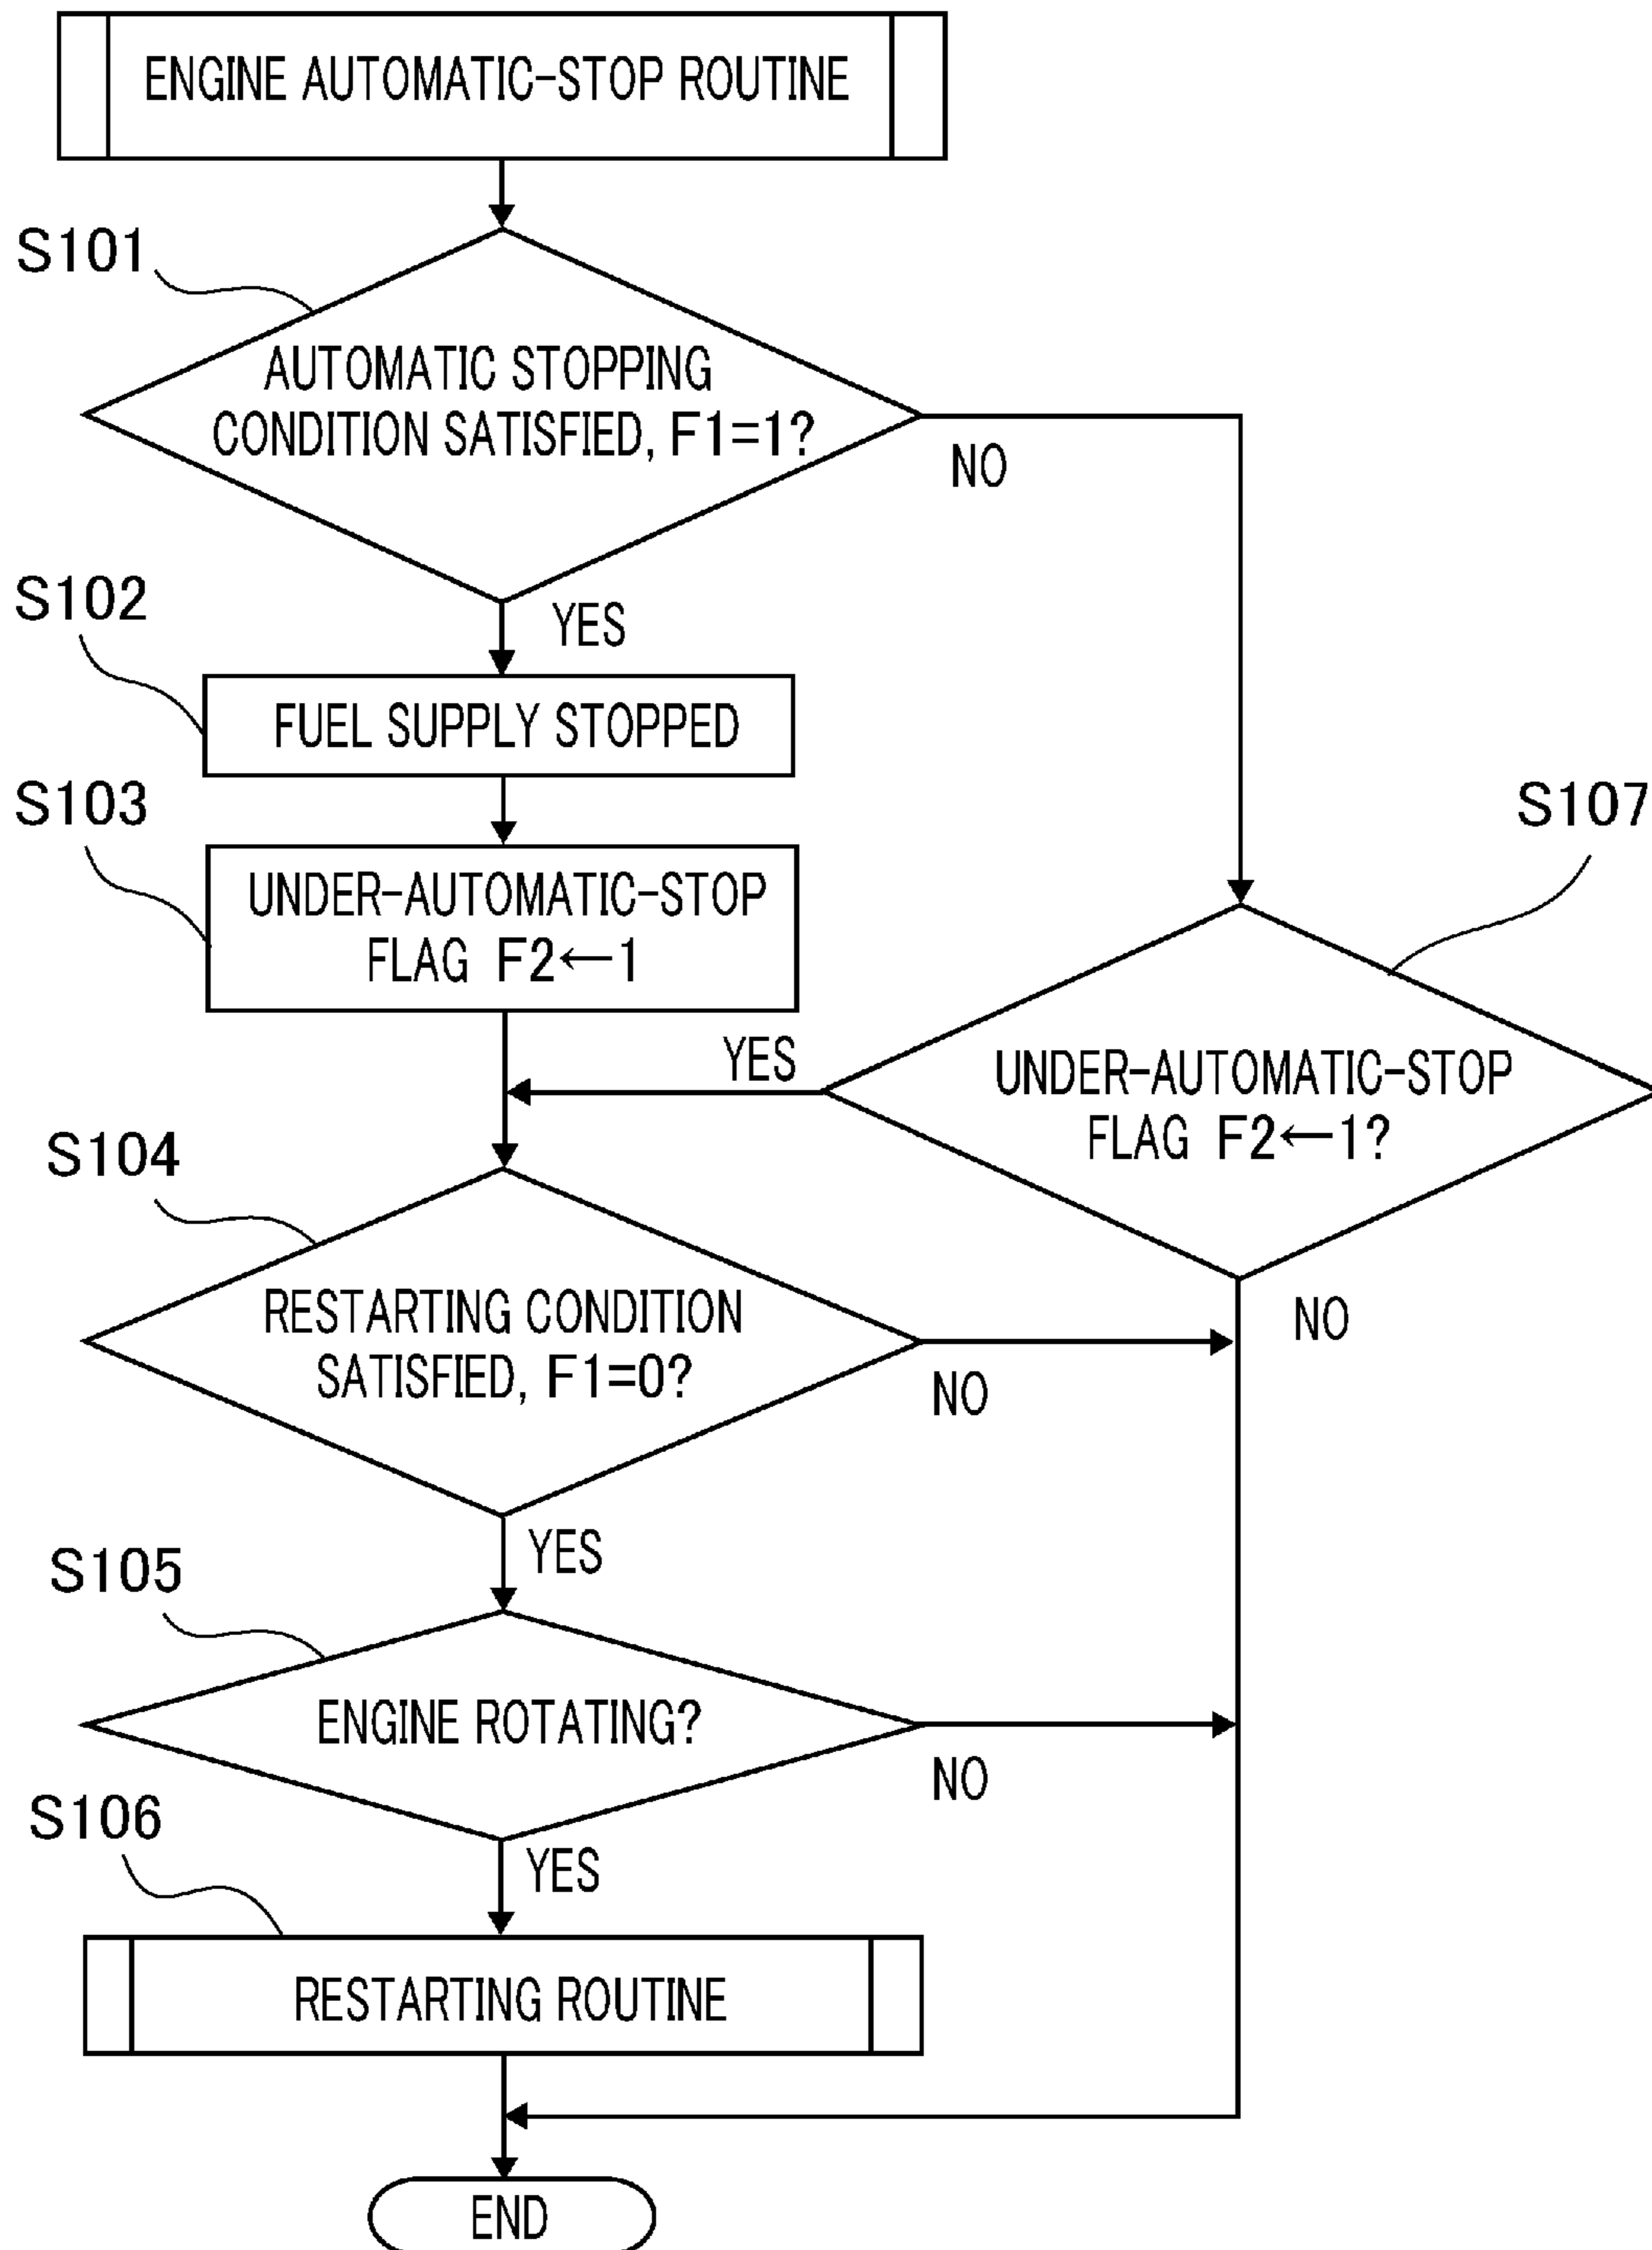 ENGINE AUTOMATIC-STOP ROUTINE
S101
AUTOMATIC STOPPING
CONDITION SATISFIED, F1=1?
NO
YES
S102
FUEL SUPPLY STOPPED
S103
UNDER-AUTOMATIC-STOP
FLAG F2←1
S107
UNDER-AUTOMATIC-STOP
FLAG F2←1?
YES
NO
S104
RESTARTING CONDITION
SATISFIED, F1=0?
NO
YES
S105
ENGINE ROTATING?
NO
YES
S106
RESTARTING ROUTINE
END